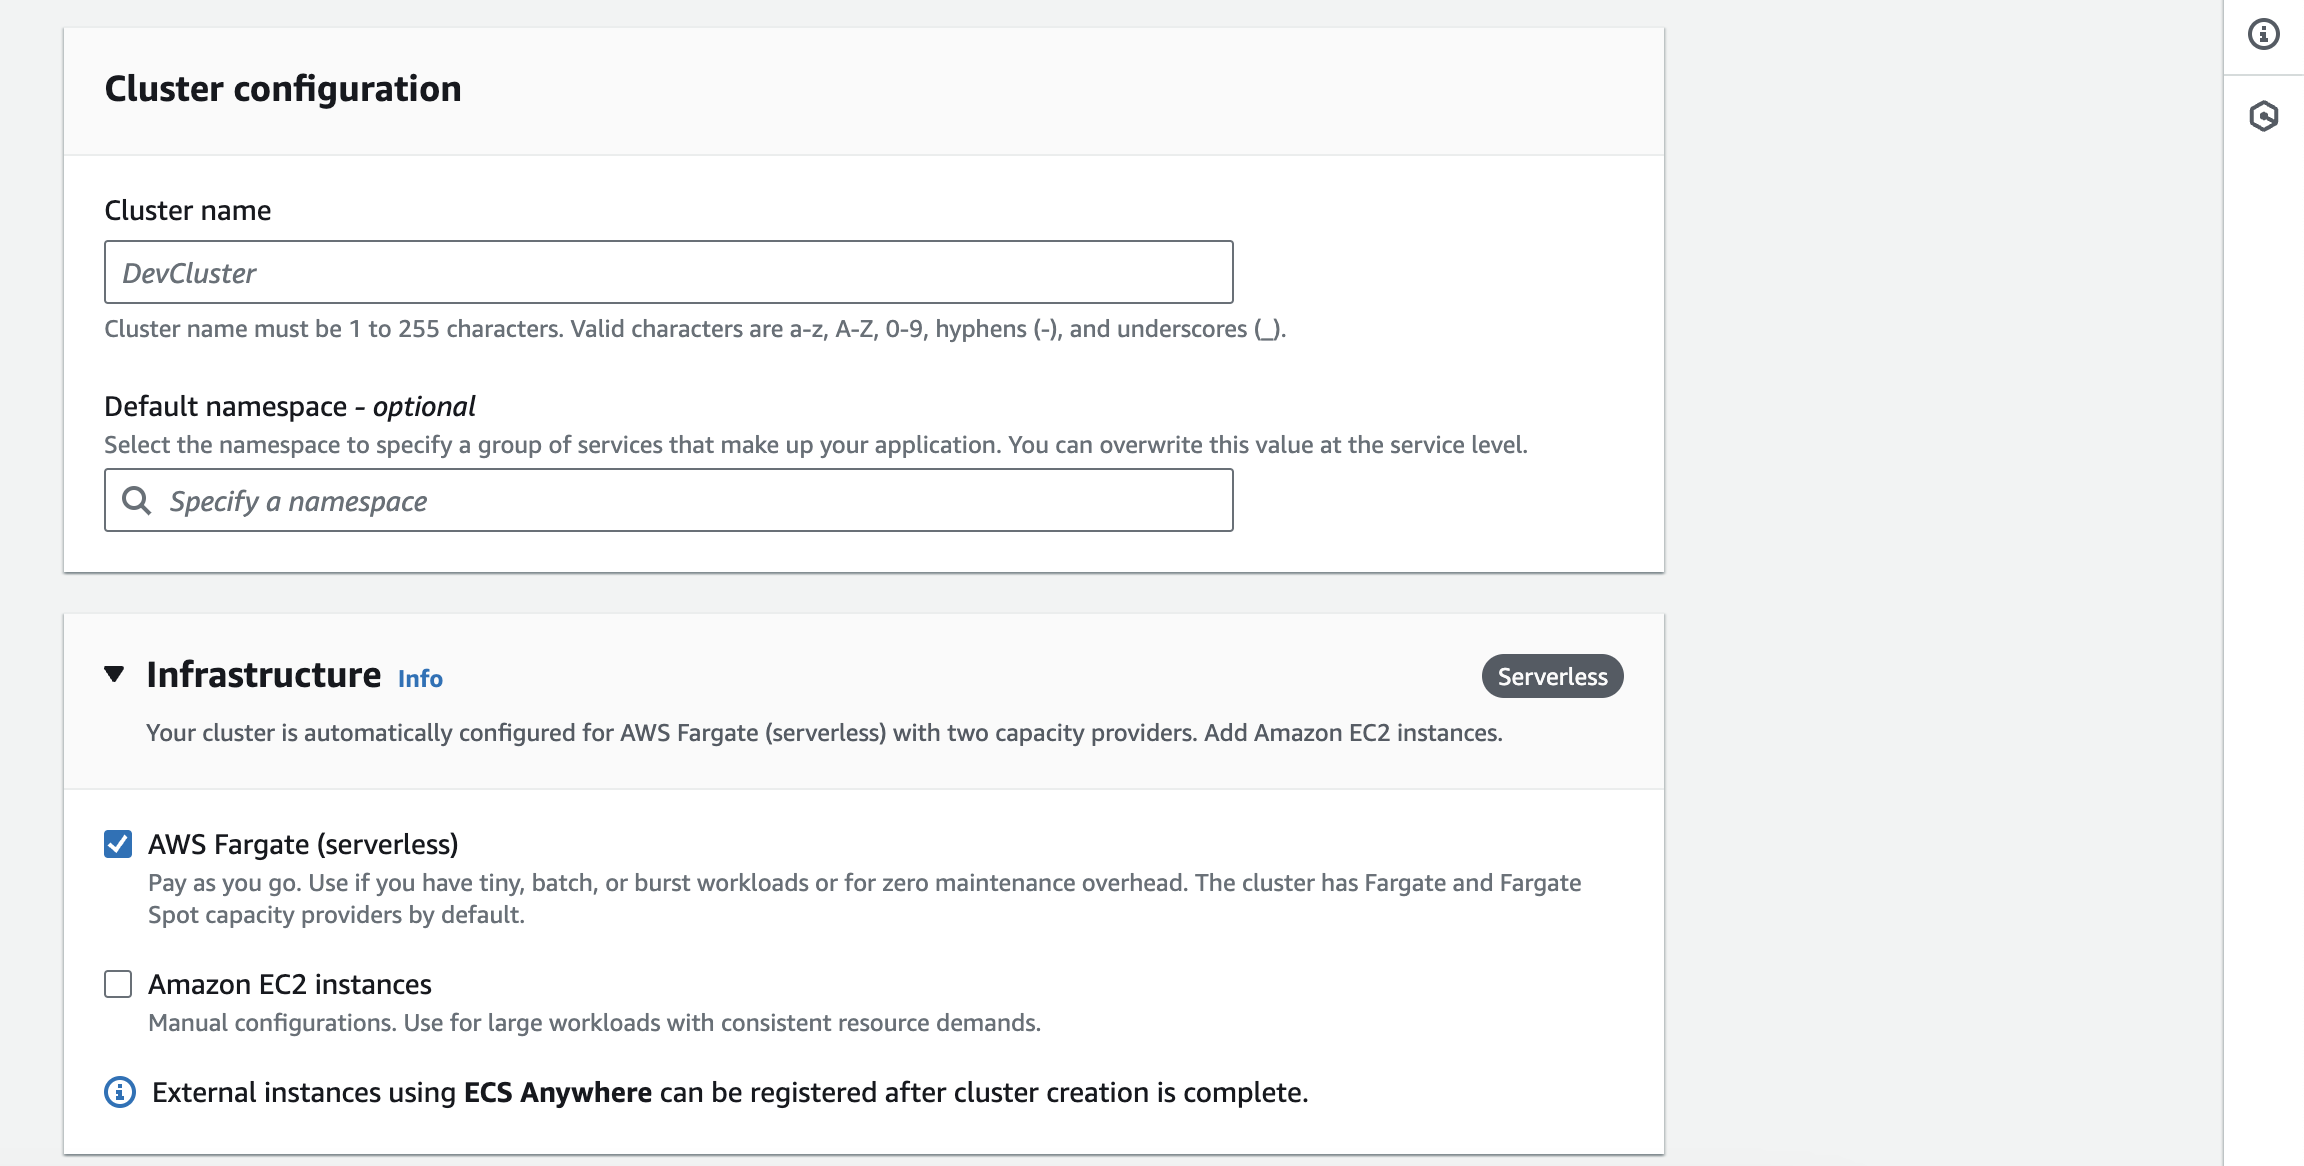 Cluster configuration
Cluster name
DevCluster
Cluster name must be 1 to 255 characters. Valid characters are a-z, A-Z, 0-9, hyphens (-), and underscores (_).
Default namespace - optional
Select the namespace to specify a group of services that make up your application. You can overwrite this value at the service level.
Specify a namespace
Infrastructure Info
Serverless
Your cluster is automatically configured for AWS Fargate (serverless) with two capacity providers. Add Amazon EC2 instances.
AWS Fargate (serverless)
Pay as you go. Use if you have tiny, batch, or burst workloads or for zero maintenance overhead. The cluster has Fargate and Fargate
Spot capacity providers by default.
Amazon EC2 instances
Manual configurations. Use for large workloads with consistent resource demands.
External instances using ECS Anywhere can be registered after cluster creation is complete.